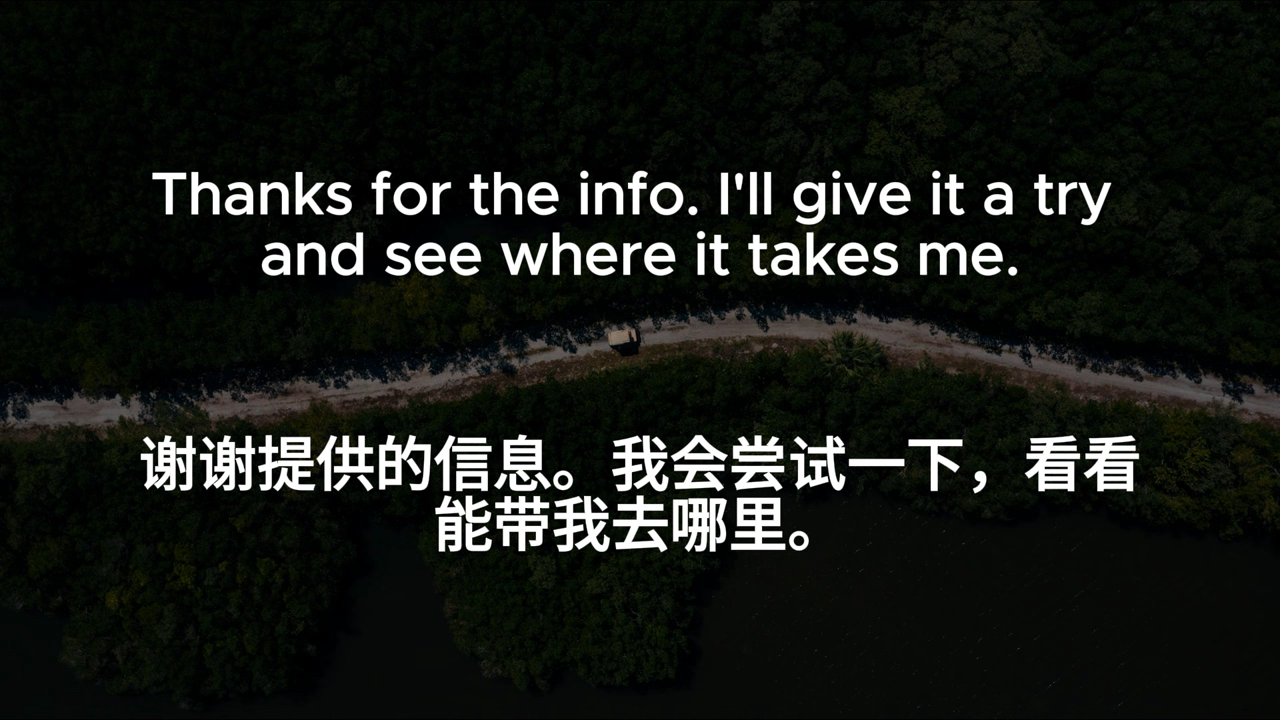 Thanks for the info. I'll give it a try
and see where it takes me.
谢谢提供的信息。我会尝试一下，看看
能带我去哪里。